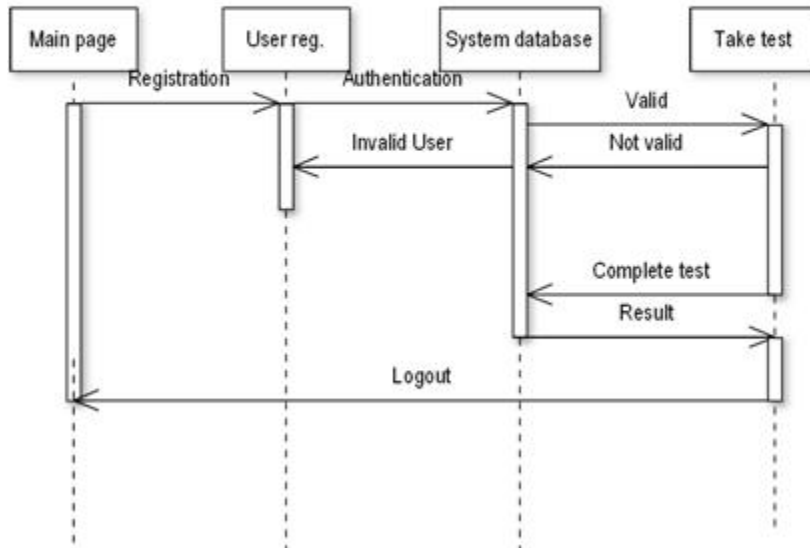 Main page
User reg.
System database
Take test
Registration
Authentication
Valid
Invalid User
Not valid
Complete test
Result
Logout